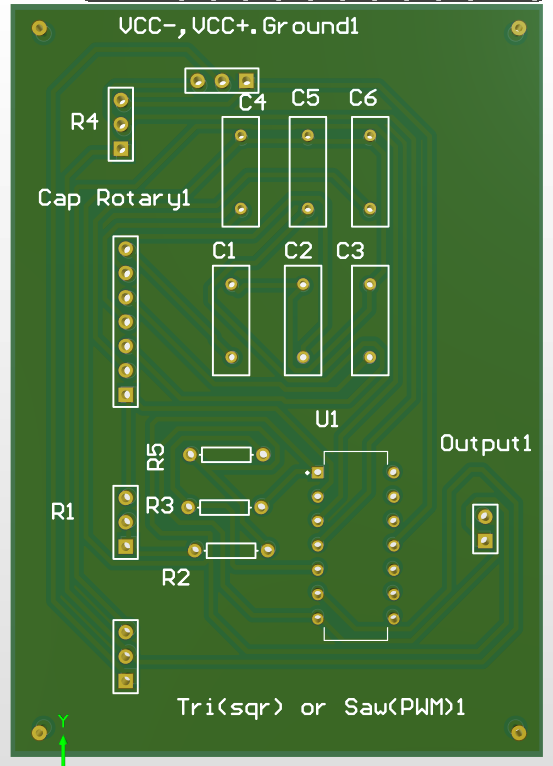 VCC-,VCC+.Ground1
C4 C5 C6
R4
Cap Rotary1
C1 C2 C3
U1
Output1
R5
R3
R1
R2
Tri(sqr) or Saw(PWM)1
Y